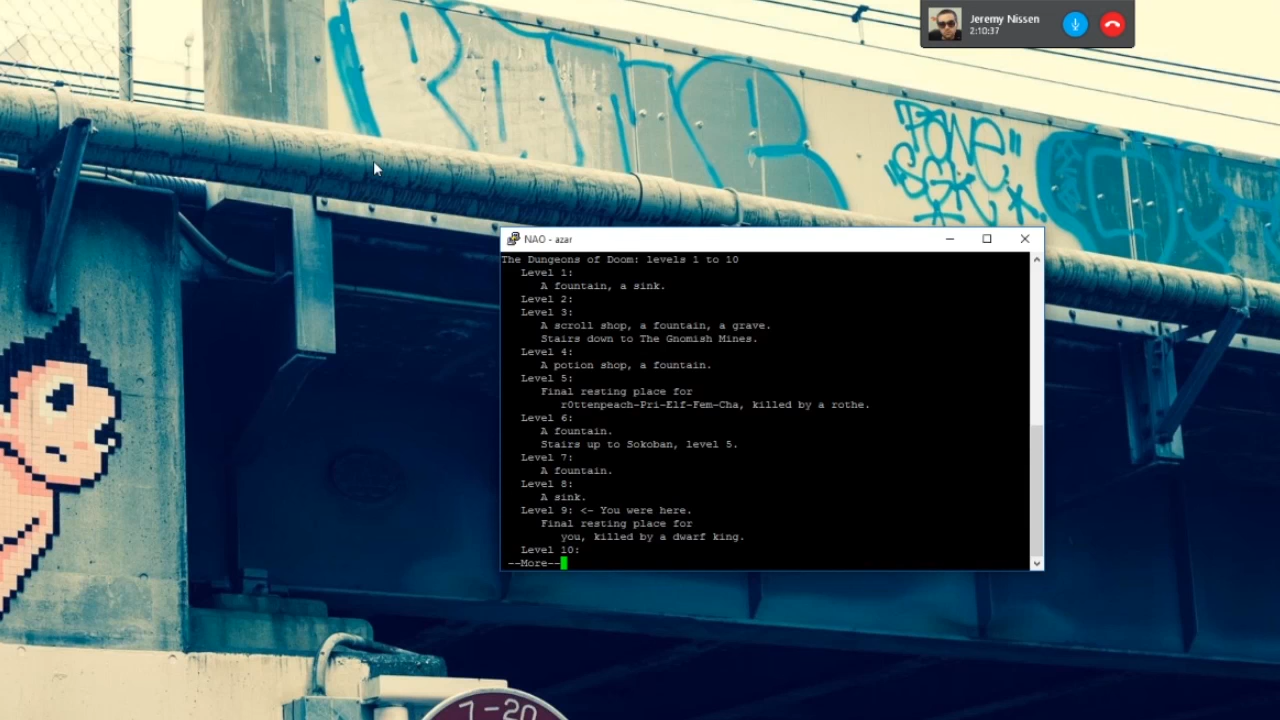 Jeremy Nissen
2:10:37
PANE
SGK
NAO - azar
The Dungeons of Doom: levels 1 to 10
Level 1:
A fountain, a sink.
Level 2:
Level 3:
A scroll shop, a fountain, a grave.
Stairs down to The Gnomish Mines.
Level 4:
A potion shop, a fountain.
Level 5:
Final resting place for
r0ttenpeach-Pri-Elf-Fem-Cha, killed by a rothe.
Level 6:
A fountain.
Stairs up to Sokoban, level 5.
Level 7:
A fountain.
Level 8:
A sink.
Level 9: <- You were here.
Final resting place for
you, killed by a dwarf king.
Level 10:
--More--
7-20